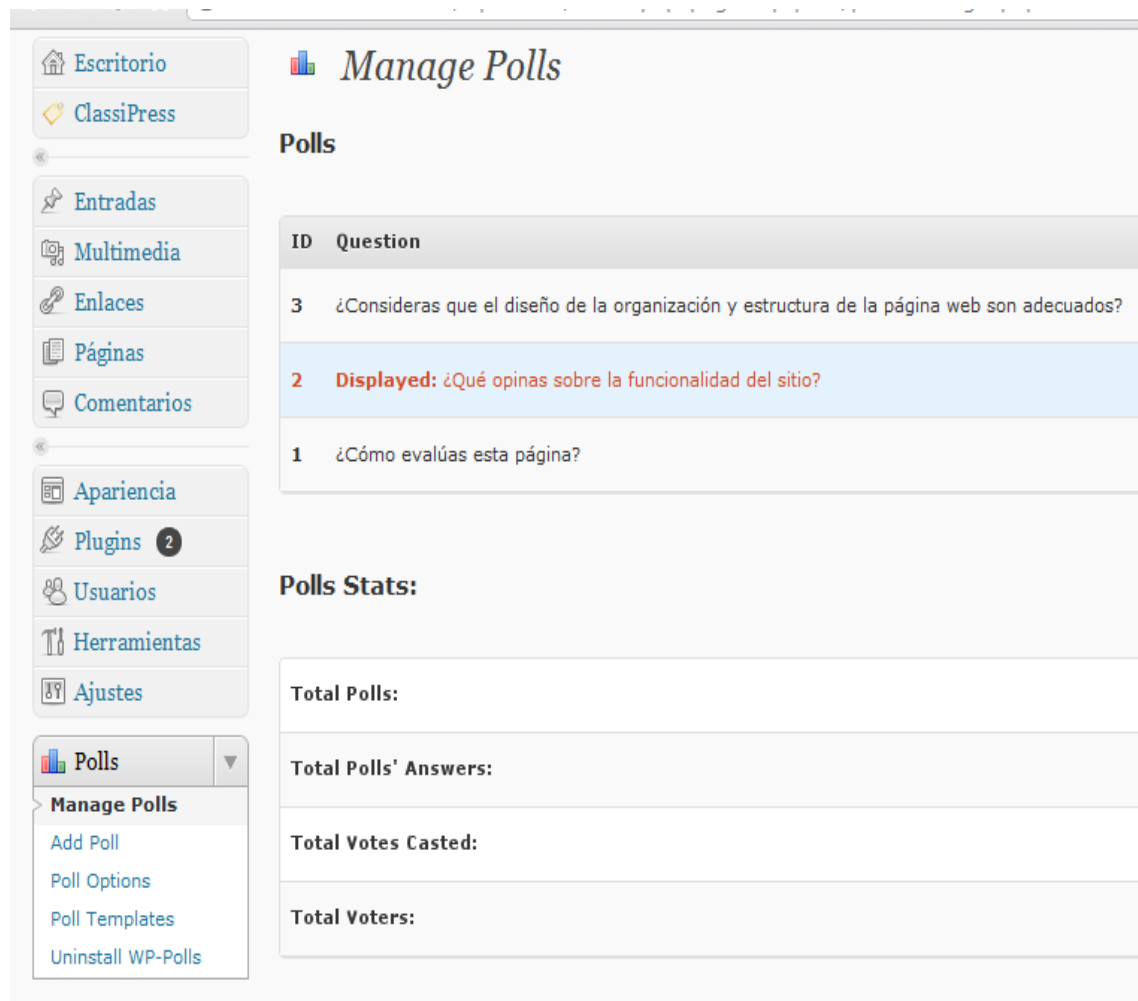 Escritorio
ClassiPress
Entradas
Multimedia
Enlaces
Páginas
Comentarios
Apariencia
Plugins 2
Usuarios
Herramientas
Ajustes
Polls
Manage Polls
Add Poll
Poll Options
Poll Templates
Uninstall WP-Polls
Manage Polls
Polls
ID Question
3 ¿Consideras que el diseño de la organización y estructura de la página web son adecuados?
2 Displayed: ¿Qué opinas sobre la funcionalidad del sitio?
1 ¿Cómo evalúas esta página?
Polls Stats:
Total Polls:
Total Polls' Answers:
Total Votes Casted:
Total Voters: